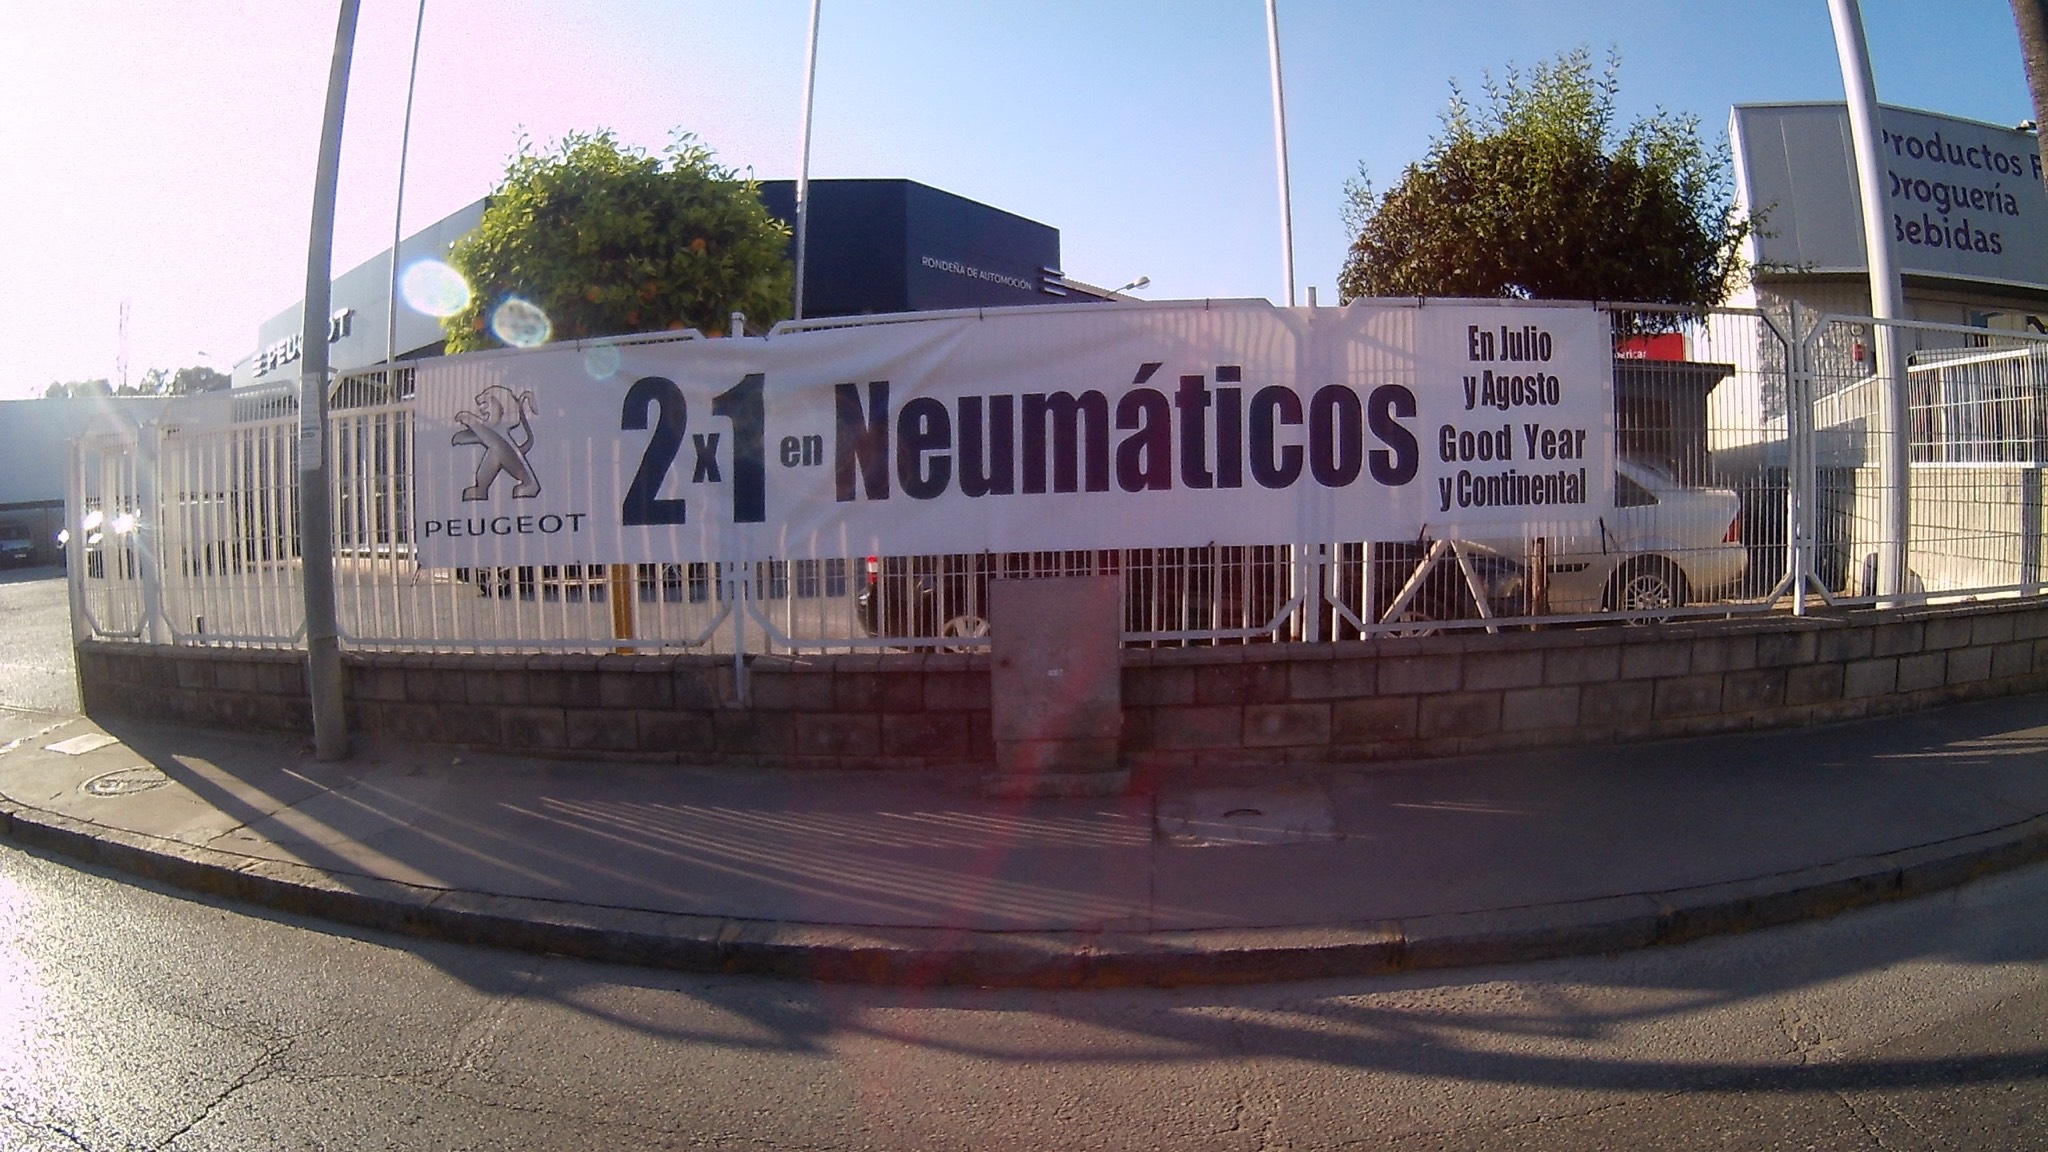 PEUGEOT
RONDEÑA DE AUTOMOCIÓN
Productos
Droguería
Bebidas
PEUGEOT
2x1 en Neumáticos
En Julio
y Agosto
Good Year
y Continental